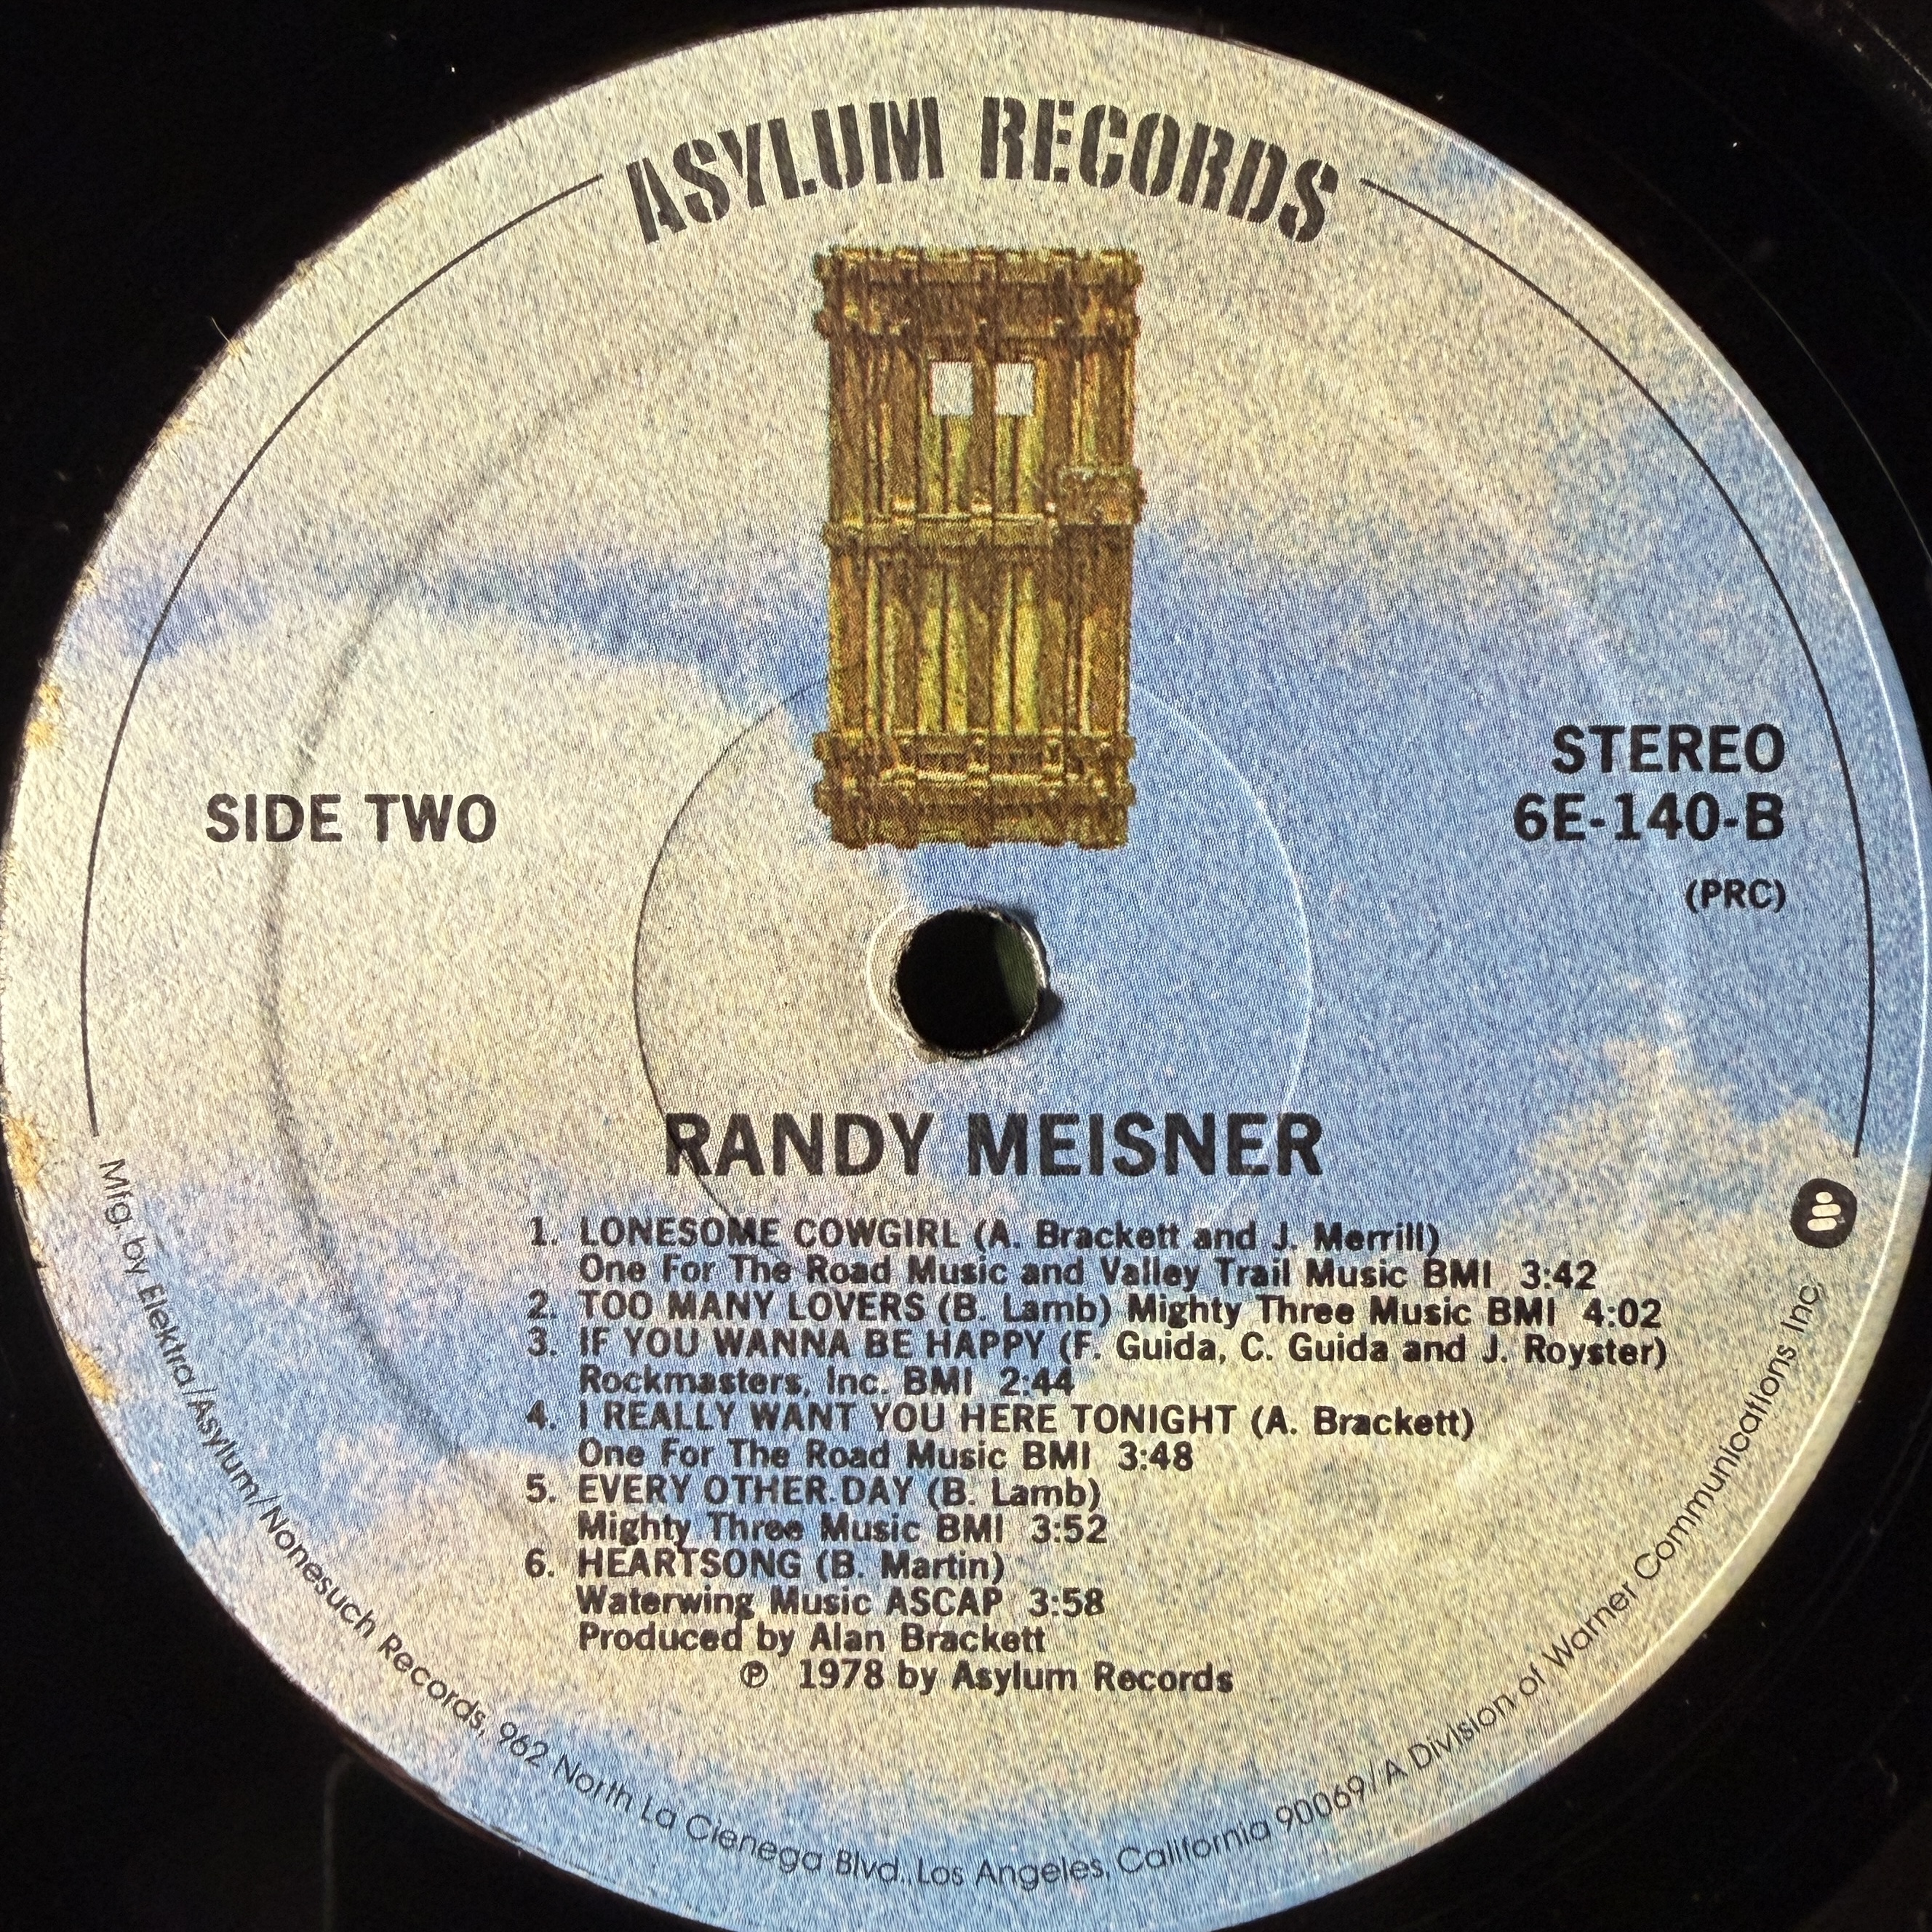 ASYLUM RECORDS
STEREO
SIDE TWO
6E-140-B
(PRC)
RANDY MEISNER
1. LONESOME COWGIRL (A. Brackett and J. Merrill)
One For The Road Music and Valley Trail Music BMI 3:42
2. TOO MANY LOVERS (B. Lamb) Mighty Three Music BMI 4:02
3. IF YOU WANNA BE HAPPY (F. Guida, C. Guida and J. Royster)
Rockmasters, Inc. BMI 2:44
4. I REALLY WANT YOU HERE TONIGHT (A. Brackett)
One For The Road Music BMI 3:48
5. EVERY OTHER DAY (B. Lamb)
Mighty Three Music BMI 3:52
6. HEARTSONG (B. Martin)
Waterwing Music ASCAP 3:58
Produced by Alan Brackett
℗ 1978 by Asylum Records
Mfg. by Elektra/Asylum/Nonesuch Records, 962 North La Cienega Blvd., Los Angeles, California 90069/A Division of Warner Communications Inc.